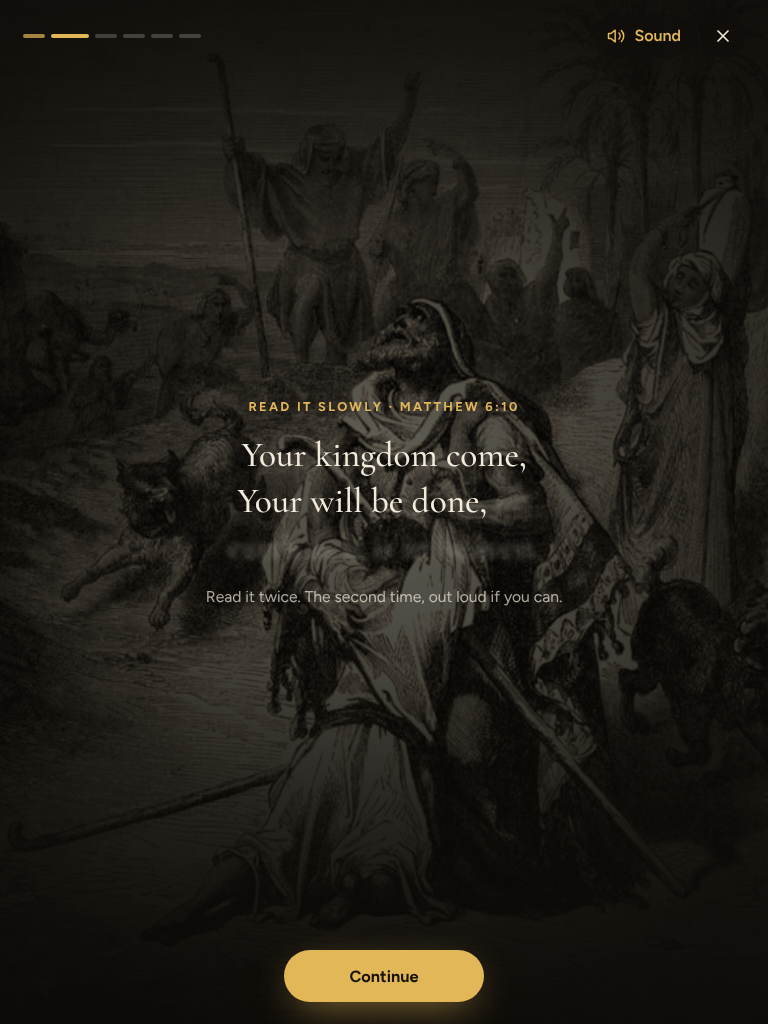 Sound
READ IT SLOWLY · MATTHEW 6:10
Your kingdom come,
Your will be done,
Read it twice. The second time, out loud if you can.
Continue